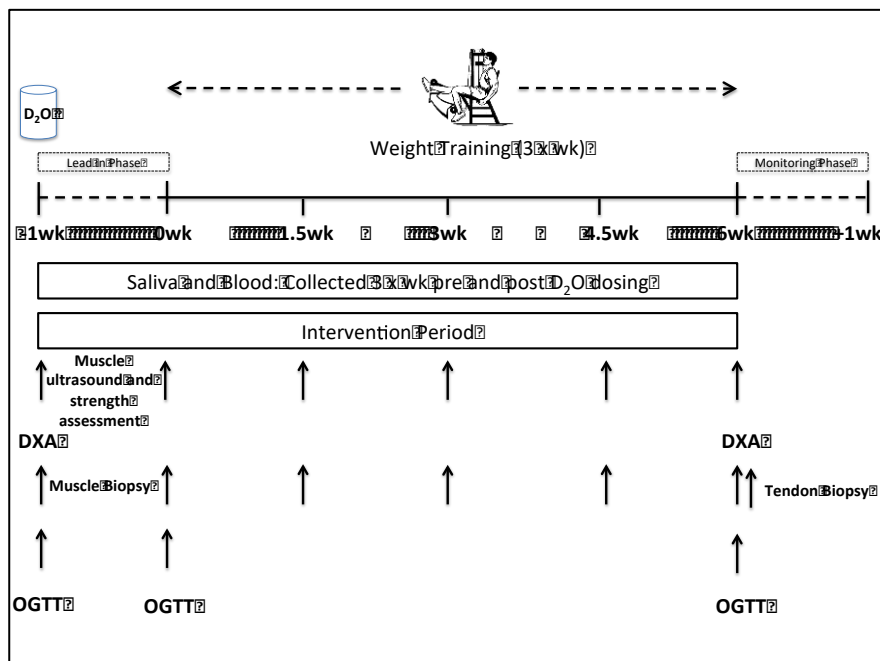 D₂O
Weight Training (3 x wk)
Lead In Phase
Monitoring Phase
-1wk 0wk 1.5wk 3wk 4.5wk 6wk +1wk
Saliva and Blood: Collected 3 x wk pre and post D₂O dosing
Intervention Period
Muscle
ultrasound and
strength
assessment
DXA DXA
Muscle Biopsy Tendon Biopsy
OGTT OGTT OGTT